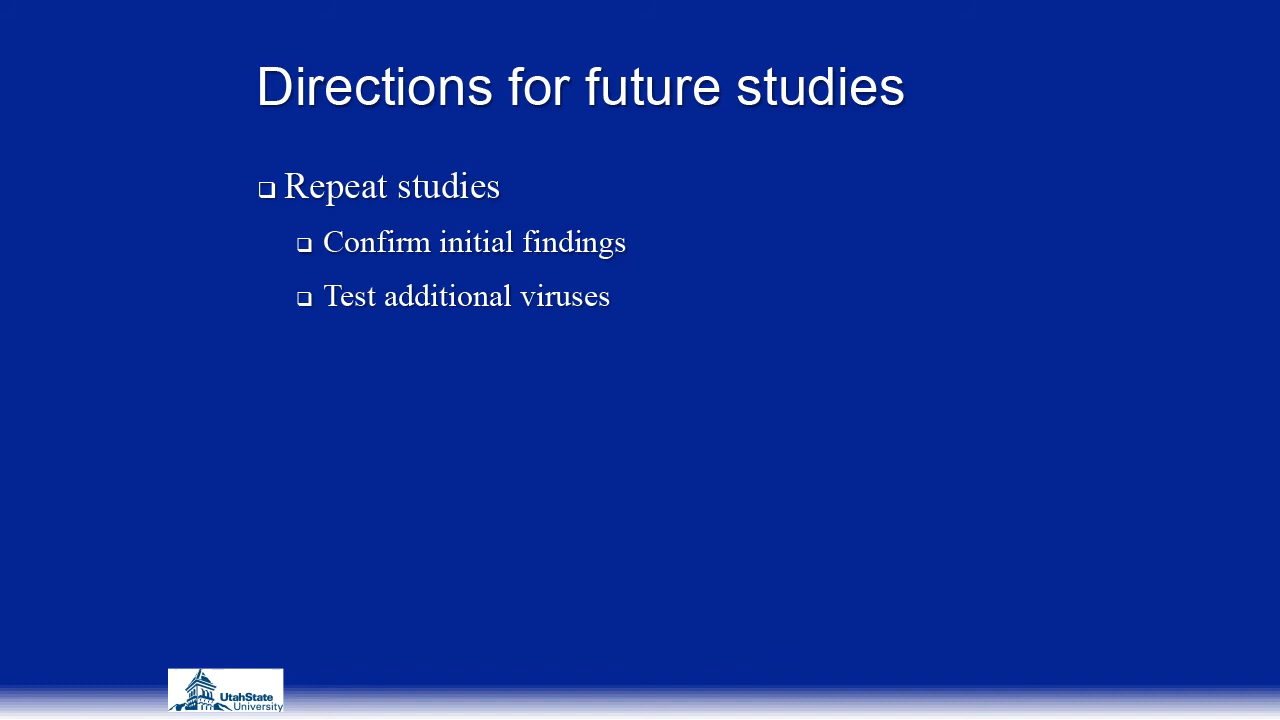 Directions for future studies
❑ Repeat studies
❑ Confirm initial findings
❑ Test additional viruses
UtahState
University